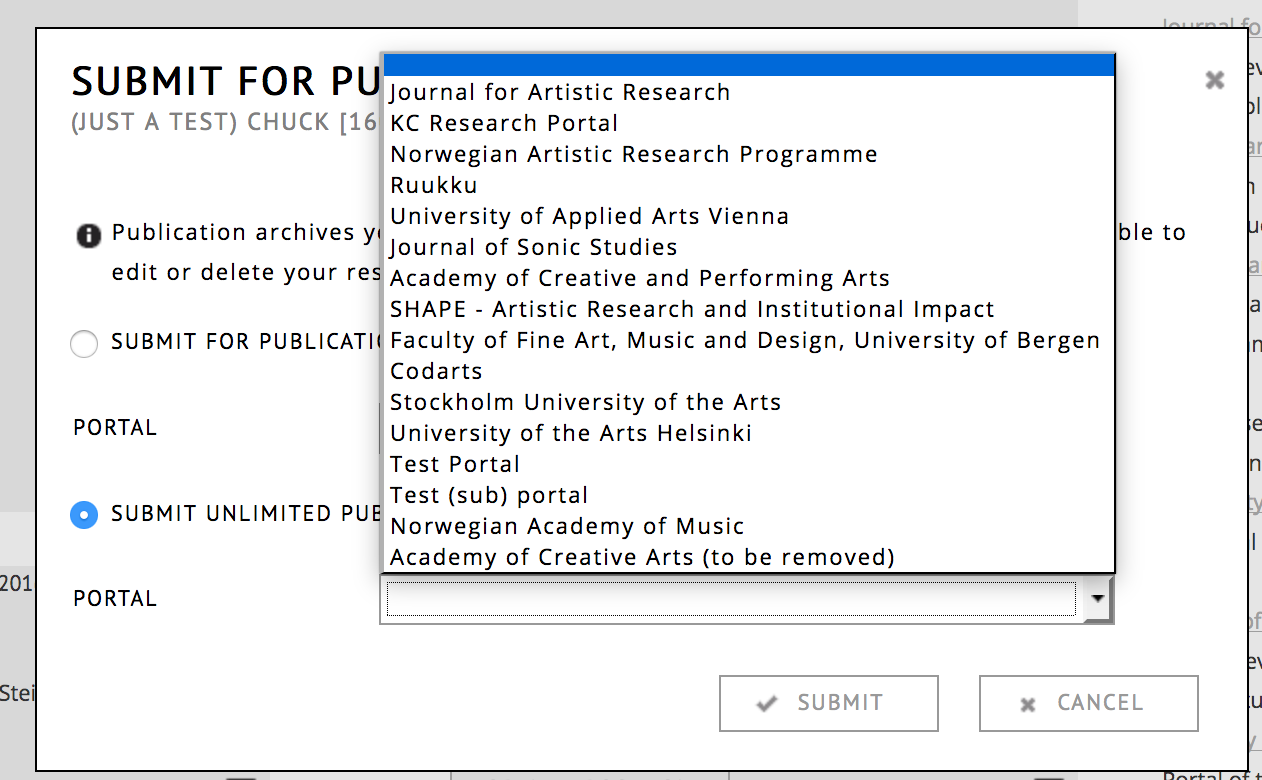 SUBMIT FOR PU
(JUST A TEST) CHUCK [16
Journal for Artistic Research
KC Research Portal
Norwegian Artistic Research Programme
Ruukku
University of Applied Arts Vienna
Journal of Sonic Studies
Academy of Creative and Performing Arts
SHAPE - Artistic Research and Institutional Impact
Faculty of Fine Art, Music and Design, University of Bergen
Codarts
Stockholm University of the Arts
University of the Arts Helsinki
Test Portal
Test (sub) portal
Norwegian Academy of Music
Academy of Creative Arts (to be removed)
Publication archives y ble to
edit or delete your res
SUBMIT FOR PUBLICATI
PORTAL
SUBMIT UNLIMITED PUB
PORTAL
SUBMIT CANCEL
201
Stei
Journal fo
Portal of t